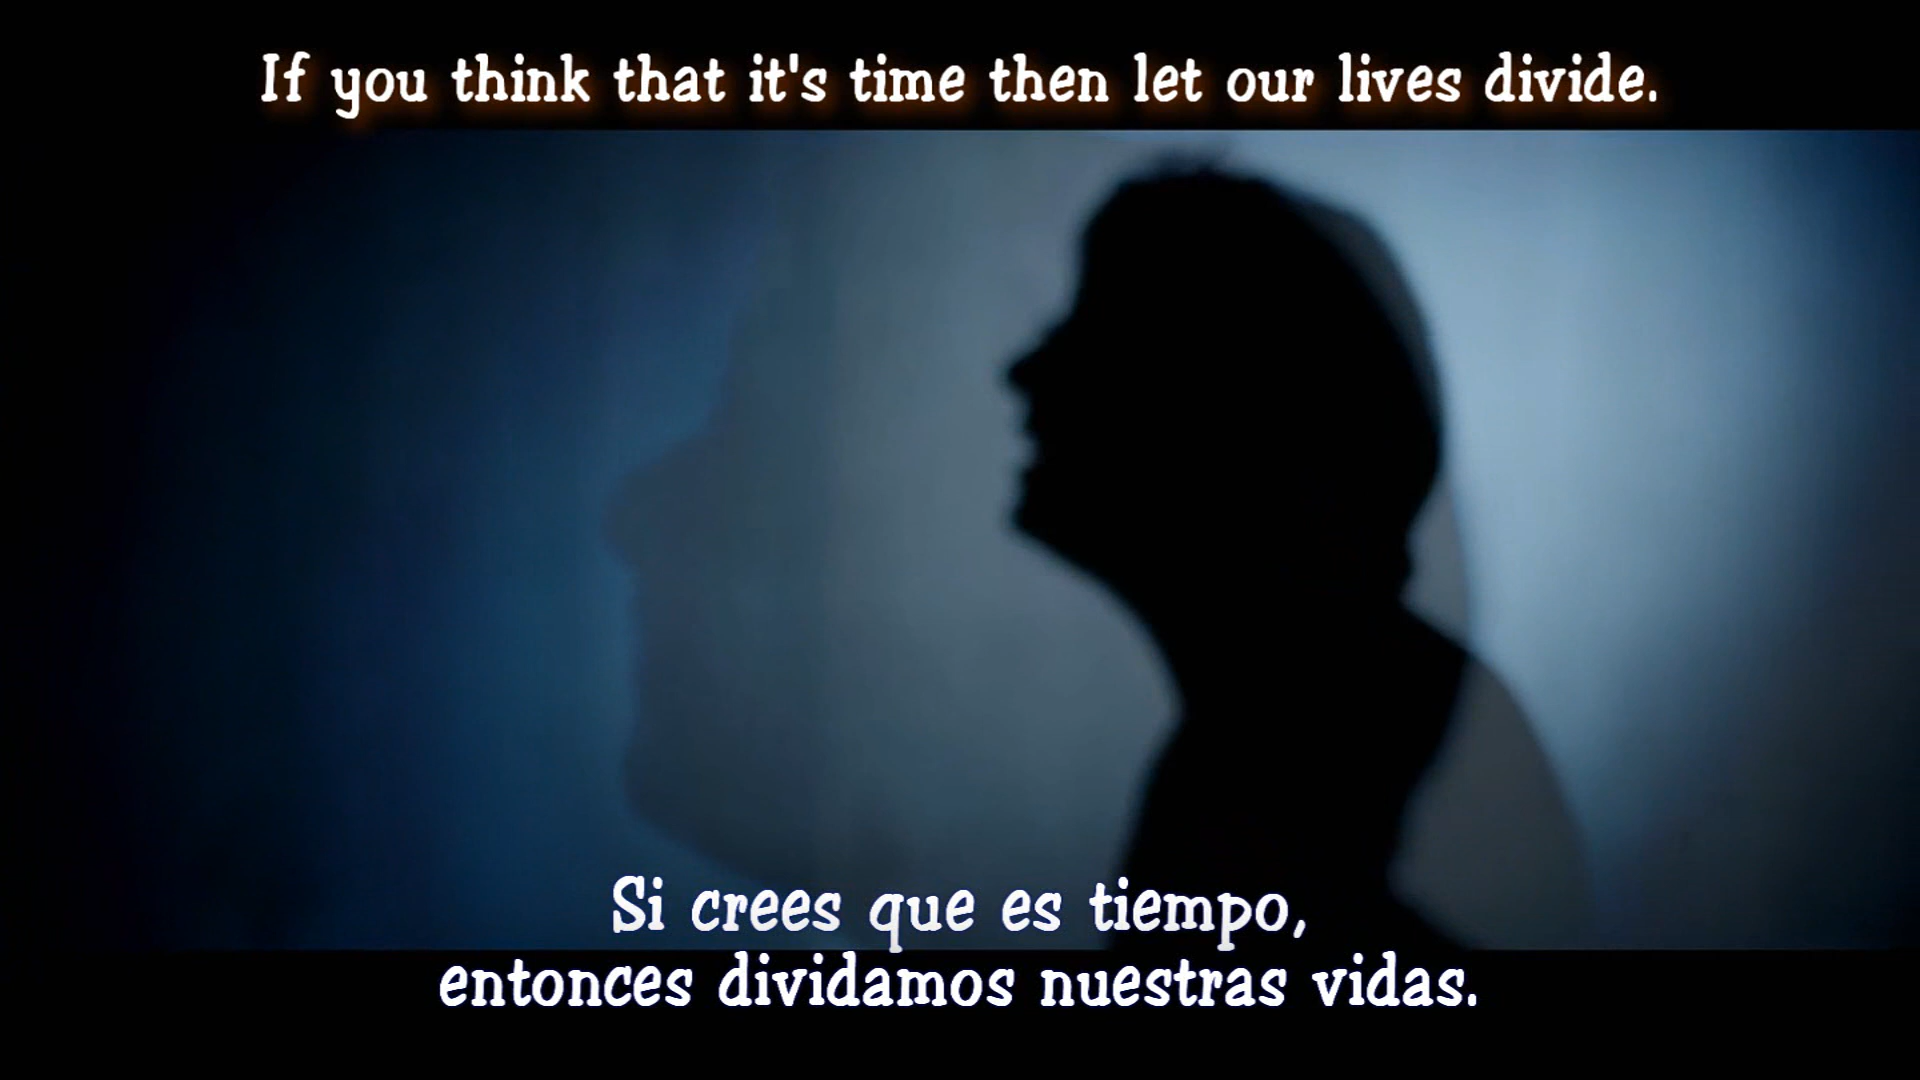 If you think that it's time then let our lives divide.
Si crees que es tiempo,
entonces dividamos nuestras vidas.